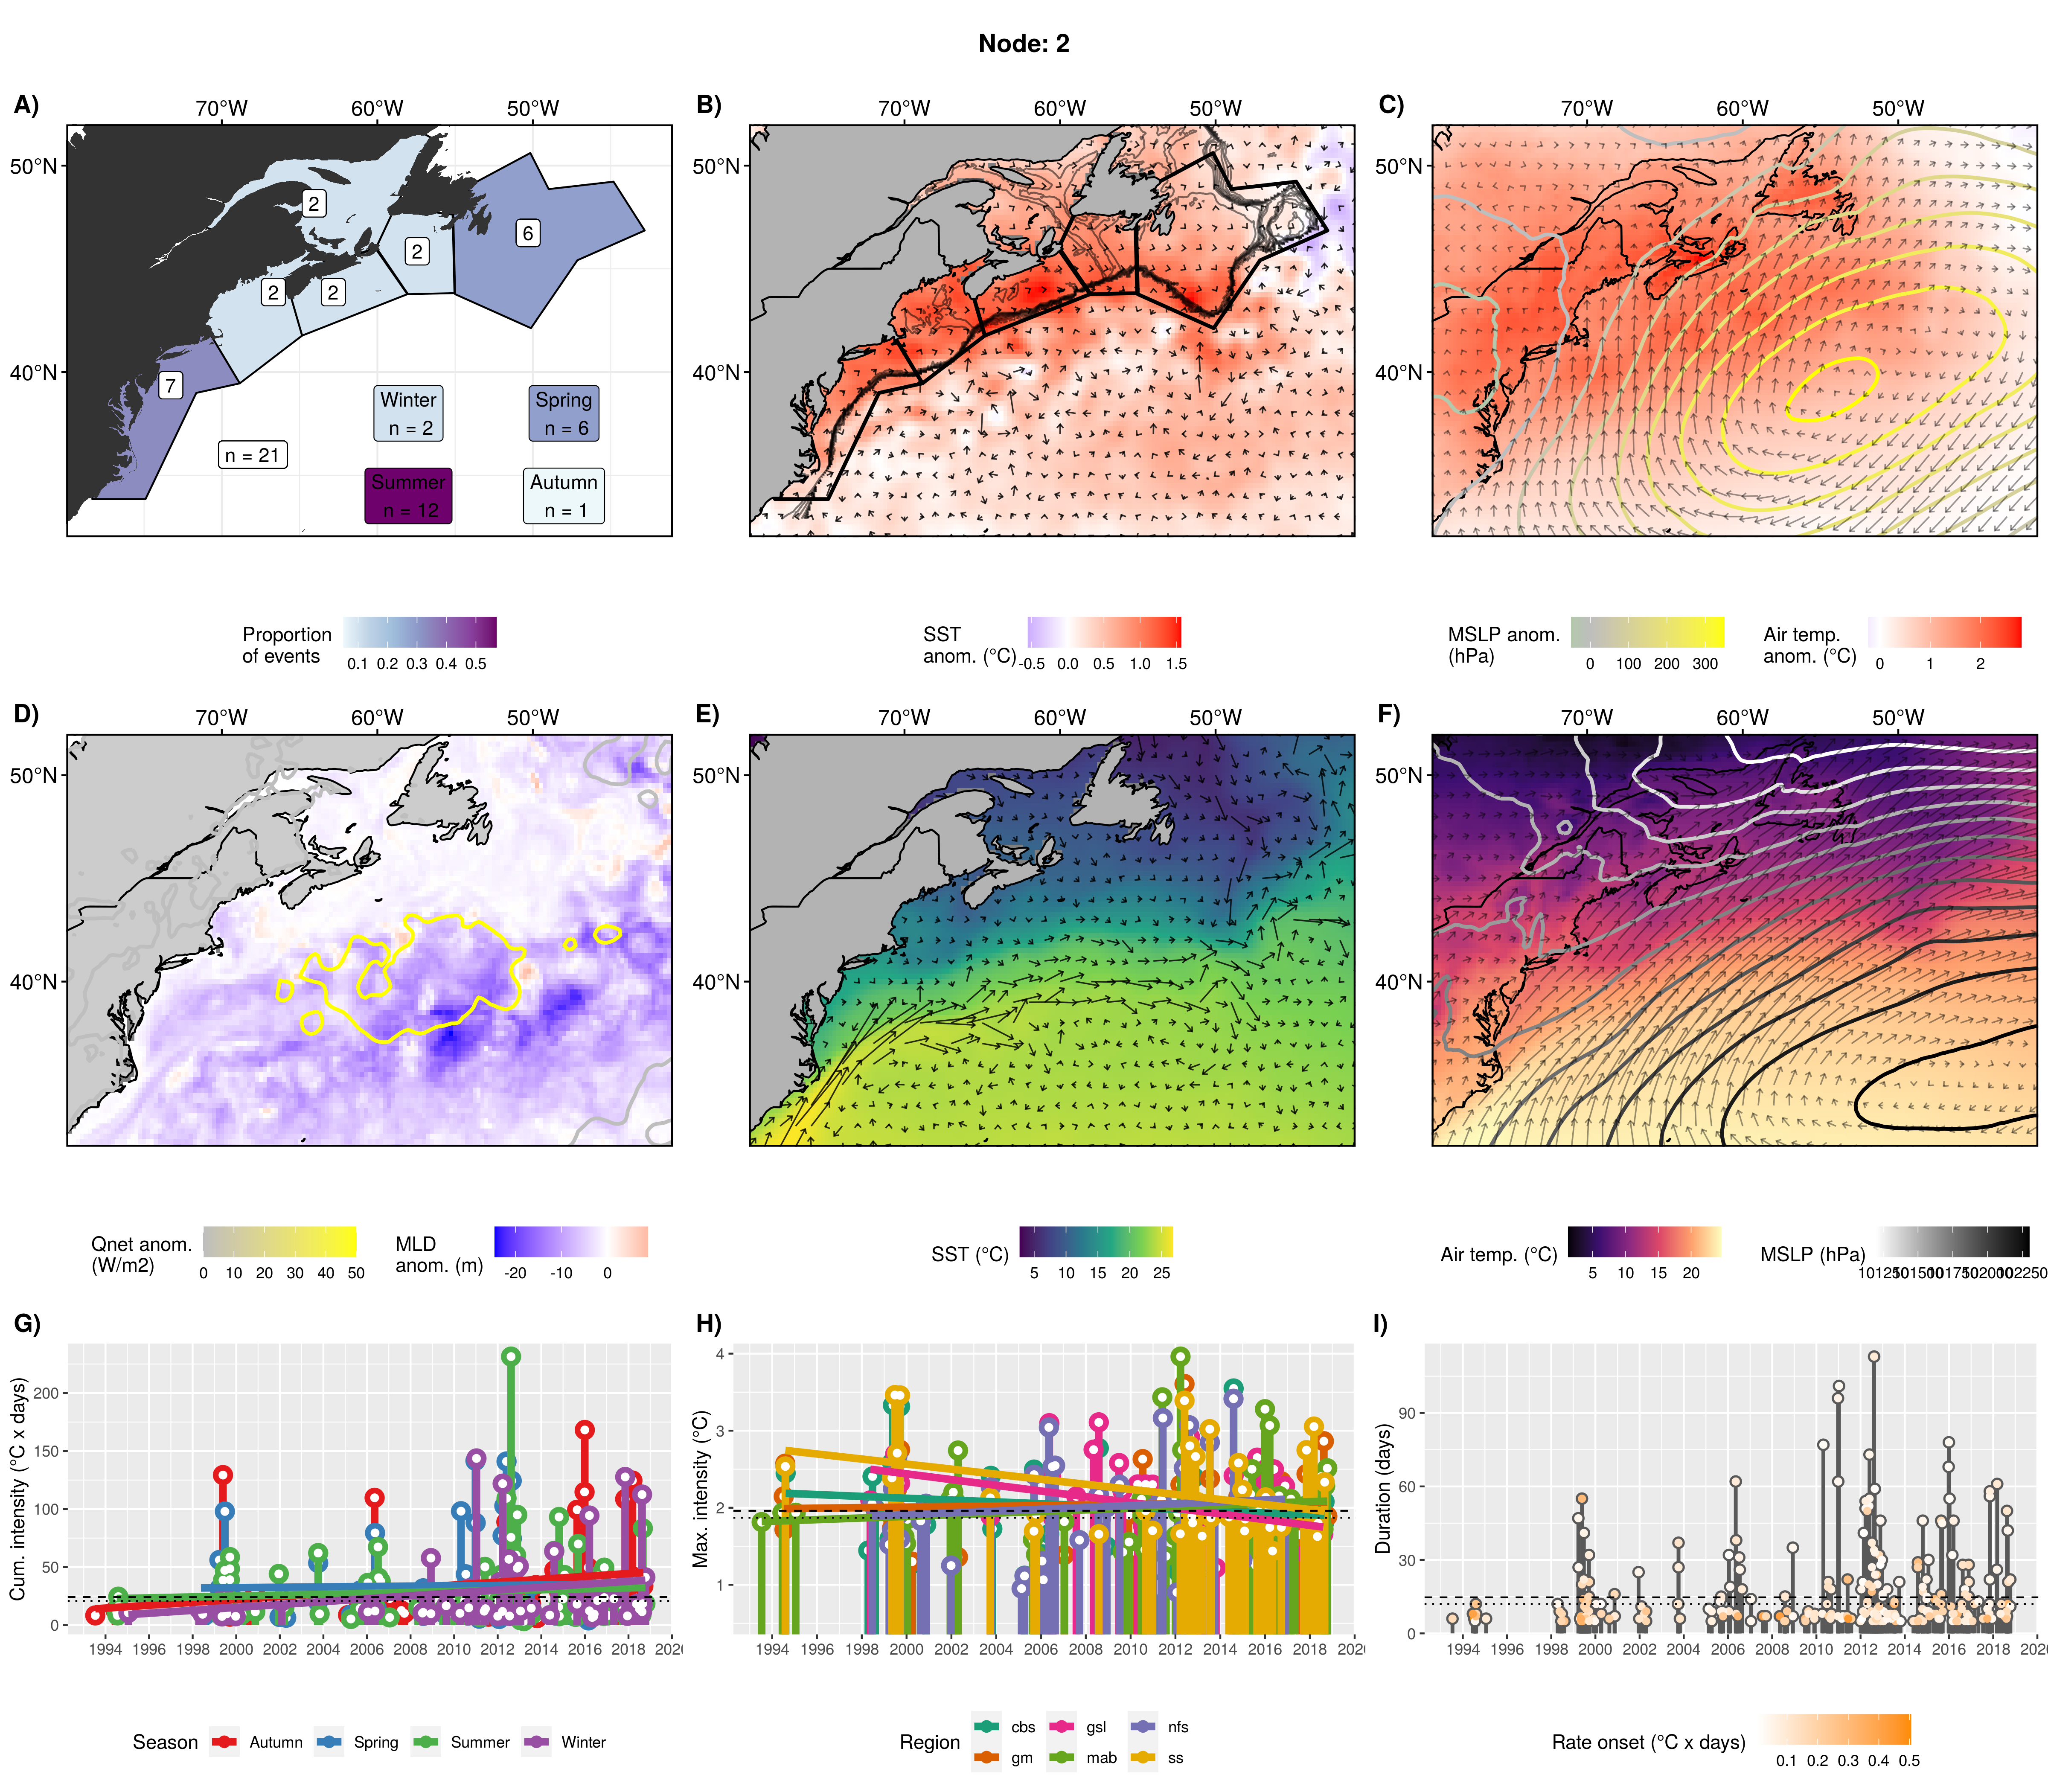 Node: 2
A)
70°W 60°W 50°W
50°N
40°N
2
2
6
2
2
7
n = 21
Winter
n = 2
Spring
n = 6
Summer
n = 12
Autumn
n = 1
Proportion
of events
0.1 0.2 0.3 0.4 0.5
B)
70°W 60°W 50°W
50°N
40°N
SST
anom. (°C)
-0.5 0.0 0.5 1.0 1.5
C)
70°W 60°W 50°W
50°N
40°N
MSLP anom.
(hPa)
0 100 200 300
Air temp.
anom. (°C)
0 1 2
D)
70°W 60°W 50°W
50°N
40°N
Qnet anom.
(W/m2)
0 10 20 30 40 50
MLD
anom. (m)
-20 -10 0
E)
70°W 60°W 50°W
50°N
40°N
SST (°C)
5 10 15 20 25
F)
70°W 60°W 50°W
50°N
40°N
Air temp. (°C)
5 10 15 20
MSLP (hPa)
G)
Cum. intensity (°C x days)
200
150
100
50
0
1994 1996 1998 2000 2002 2004 2006 2008 2010 2012 2014 2016 2018
Season
Autumn
Spring
Summer
Winter
H)
Max. intensity (°C)
4
3
2
1
1994 1996 1998 2000 2002 2004 2006 2008 2010 2012 2014 2016 2018
Region
cbs gsl nfs
gm mab ss
I)
Duration (days)
90
60
30
0
1994 1996 1998 2000 2002 2004 2006 2008 2010 2012 2014 2016 2018
Rate onset (°C x days)
0.1 0.2 0.3 0.4 0.5